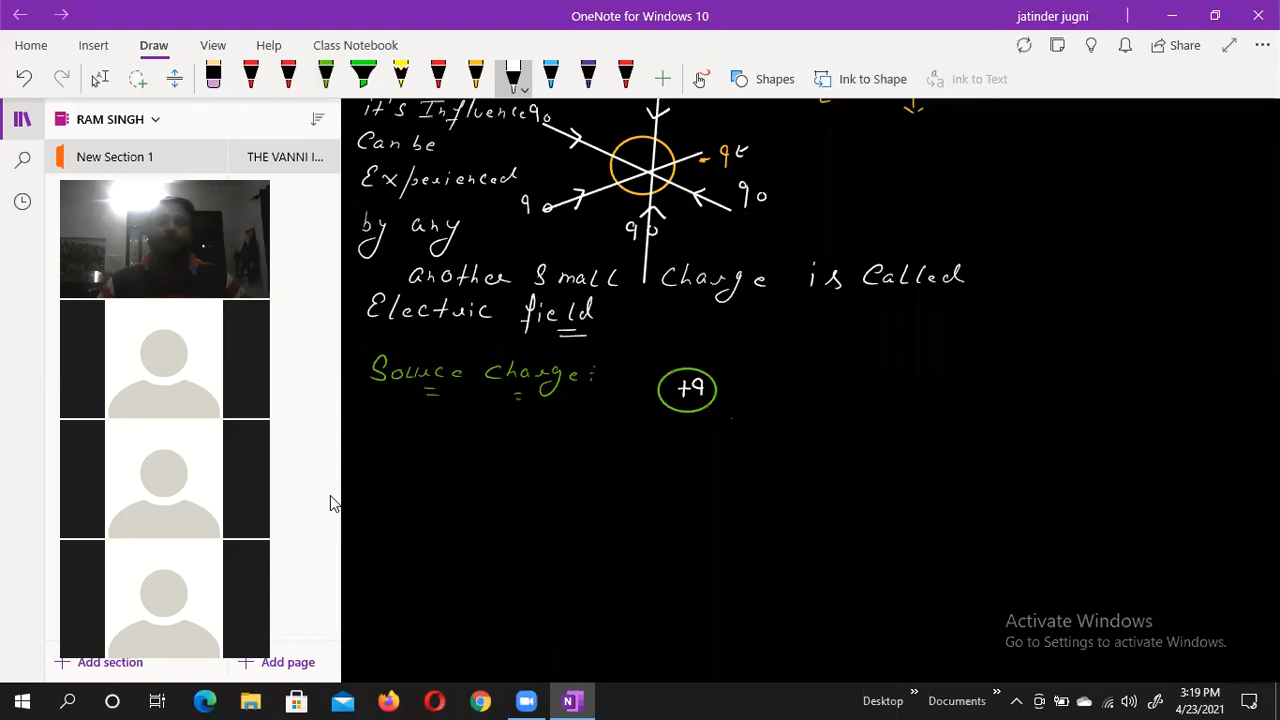 OneNote for Windows 10
jatinder jugni
Home Insert Draw View Help Class Notebook
Share
Shapes
Ink to Shape
Ink to Text
RAM SINGH
New Section 1
THE VANNI I...
it's Influence q0
Can be
Experienced
q0
by any
q0
q0
another Small Charge is Called
Electric field
Source Charge:
+q
Activate Windows
Go to Settings to activate Windows.
Add section
Add page
Desktop
Documents
3:19 PM
4/23/2021
3